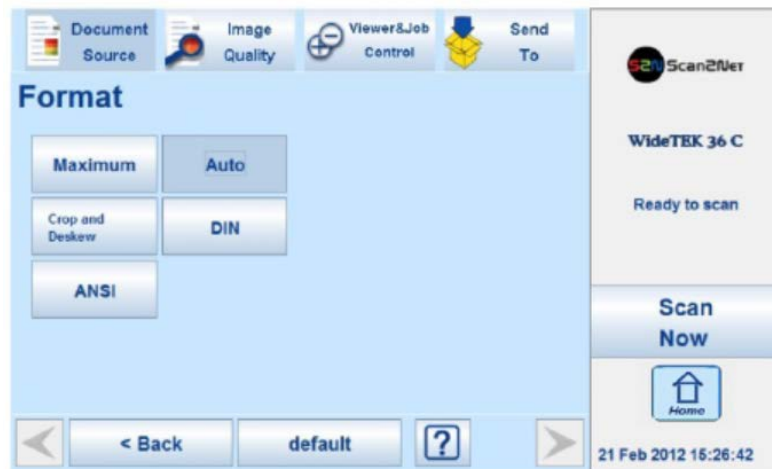 Document
Source
Image
Quality
Viewer&Job
Control
Send
To
Format
Maximum
Auto
Crop and
Deskew
DIN
ANSI
< Back
default
?
S2N Scan2Net
WideTEK 36 C
Ready to scan
Scan
Now
Home
21 Feb 2012 15:26:42